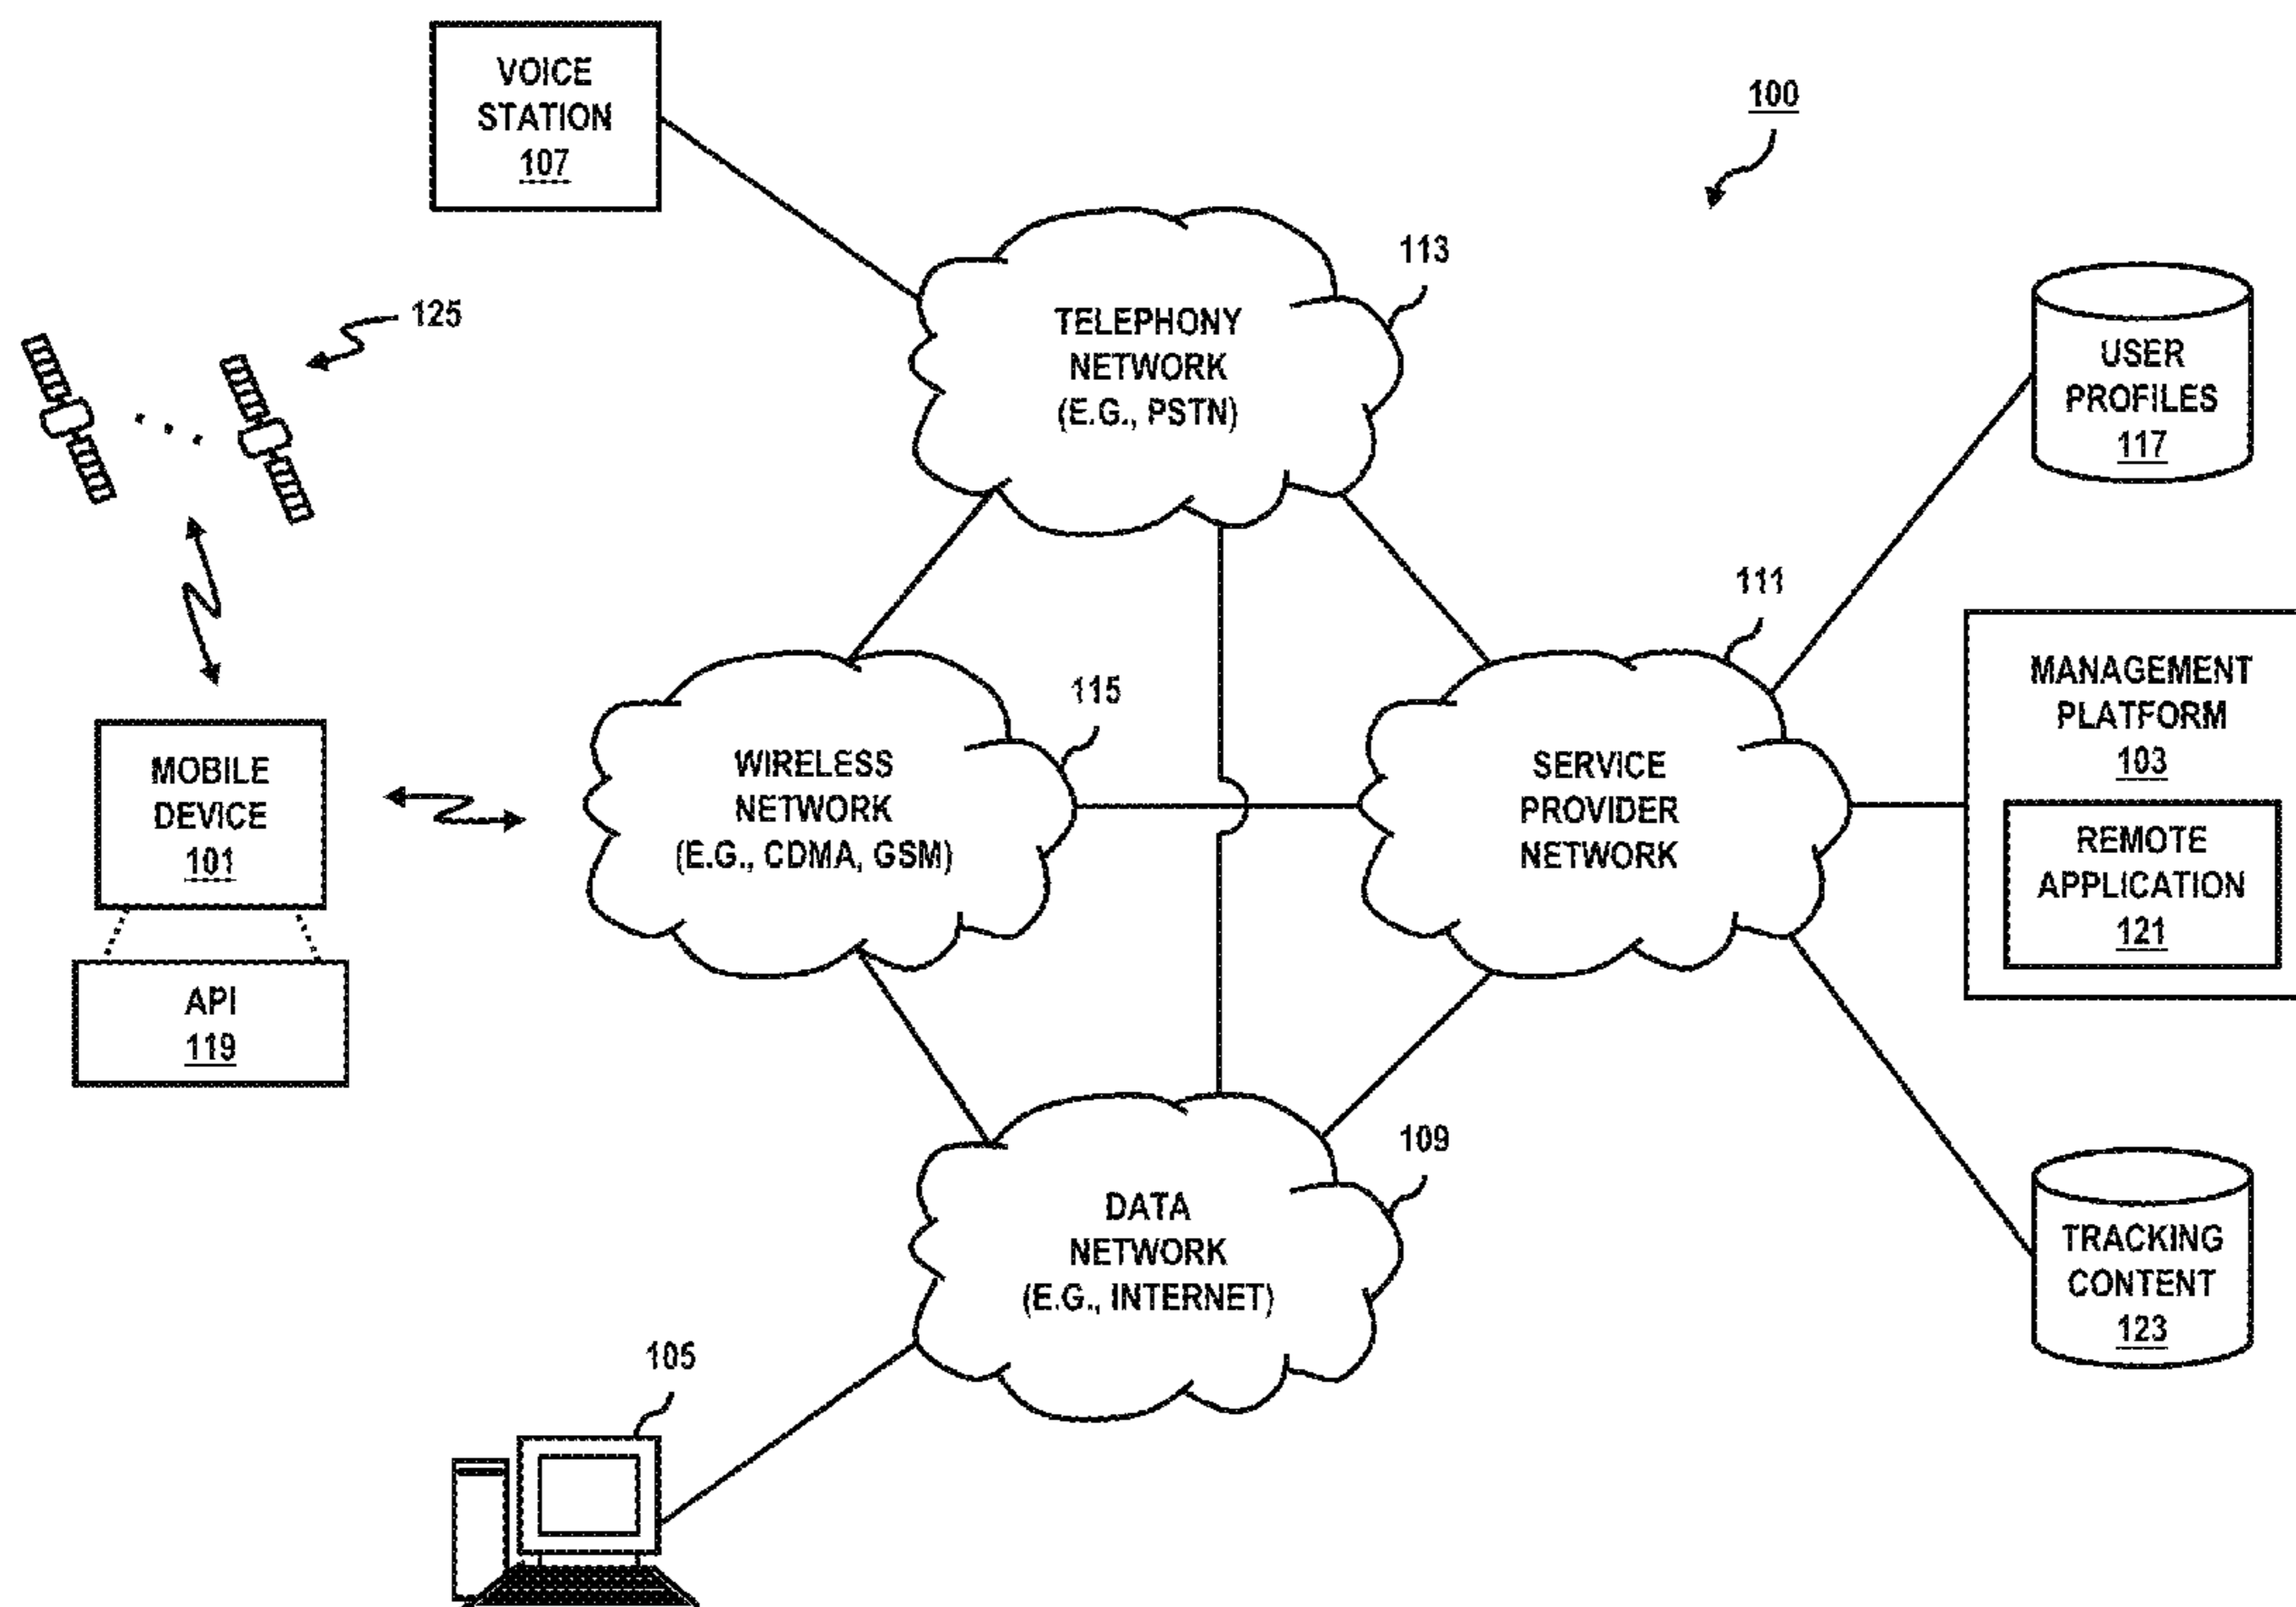 VOICE
STATION
107
100
113
125
TELEPHONY
NETWORK
(E.G., PSTN)
USER
PROFILES
117
111
115
MANAGEMENT
PLATFORM
103
MOBILE
DEVICE
101
WIRELESS
NETWORK
(E.G., CDMA, GSM)
SERVICE
PROVIDER
NETWORK
REMOTE
APPLICATION
121
API
119
109
DATA
NETWORK
(E.G., INTERNET)
TRACKING
CONTENT
123
105